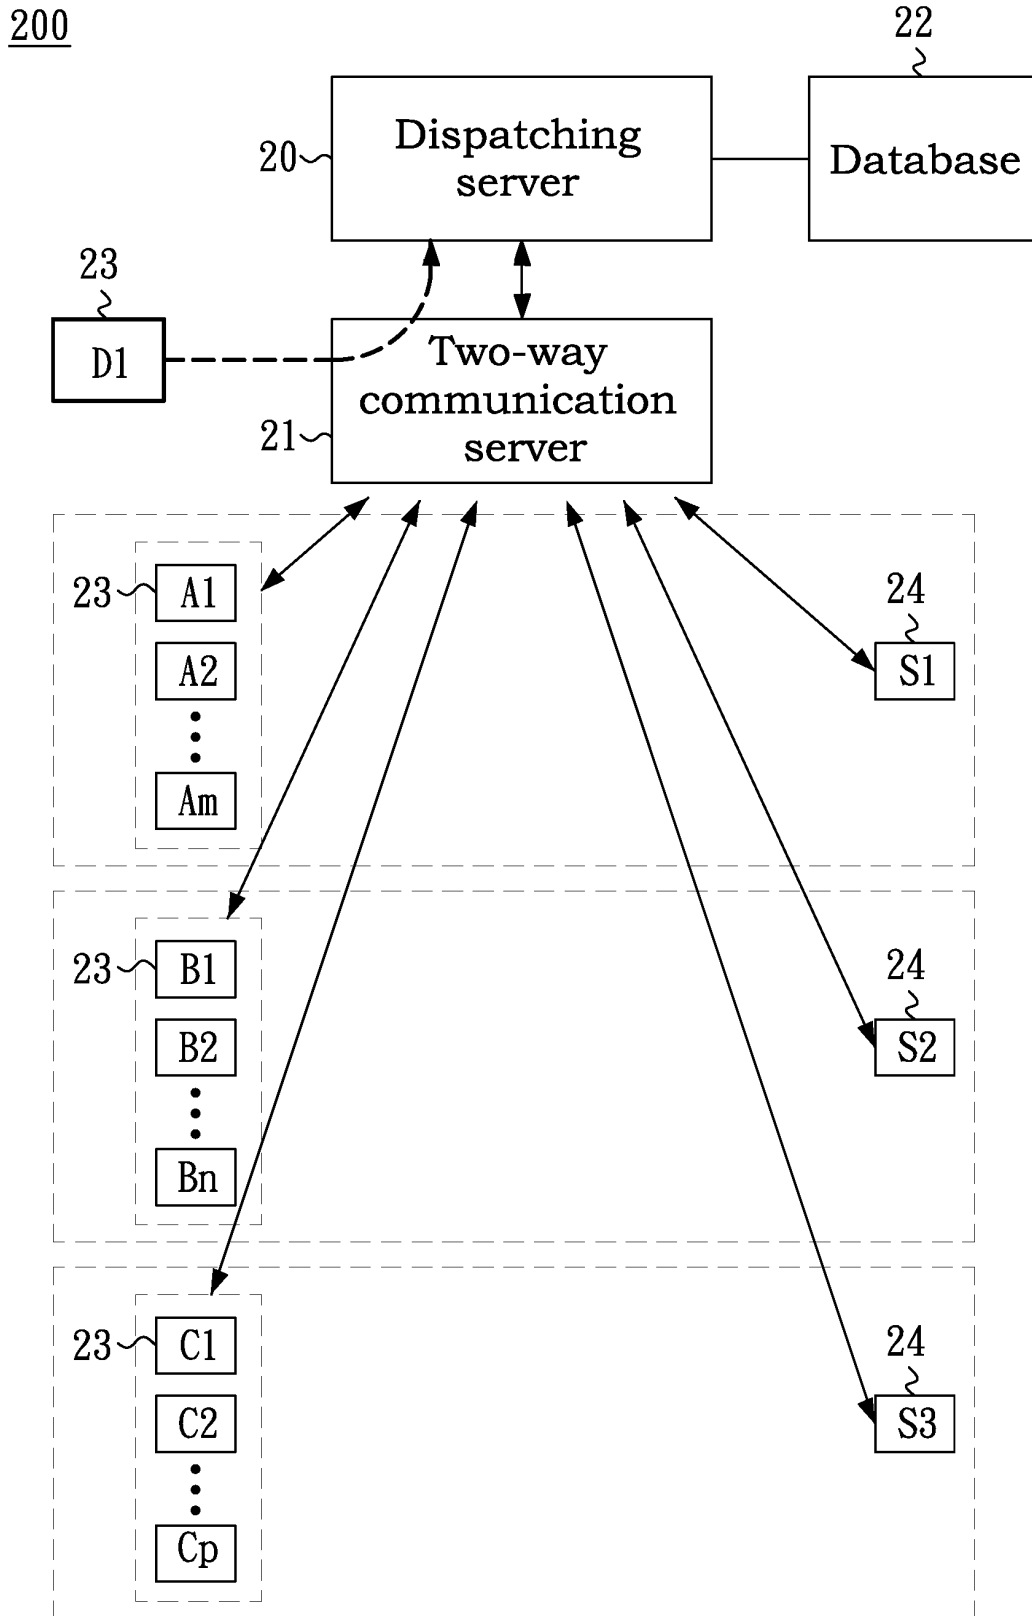 200
22
20
Dispatching
server
Database
23
D1
21
Two-way
communication
server
23
A1
A2
Am
24
S1
23
B1
B2
Bn
24
S2
23
C1
C2
Cp
24
S3